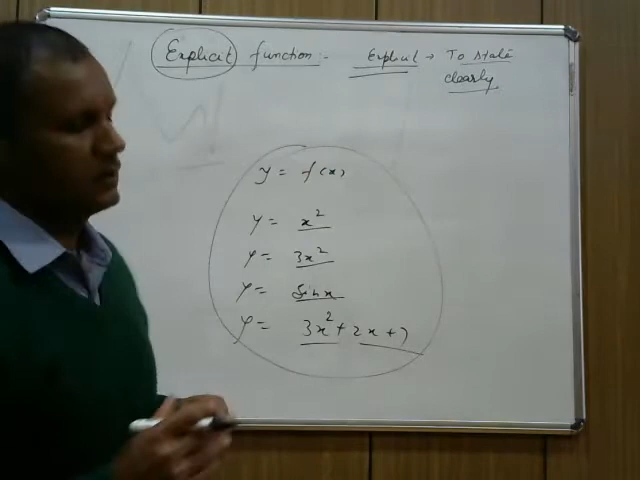 Explicit function:- Explicit → To state
clearly
y = f(x)
y = x²
y = 3x²
y = sin x
y = 3x² + 2x + 7